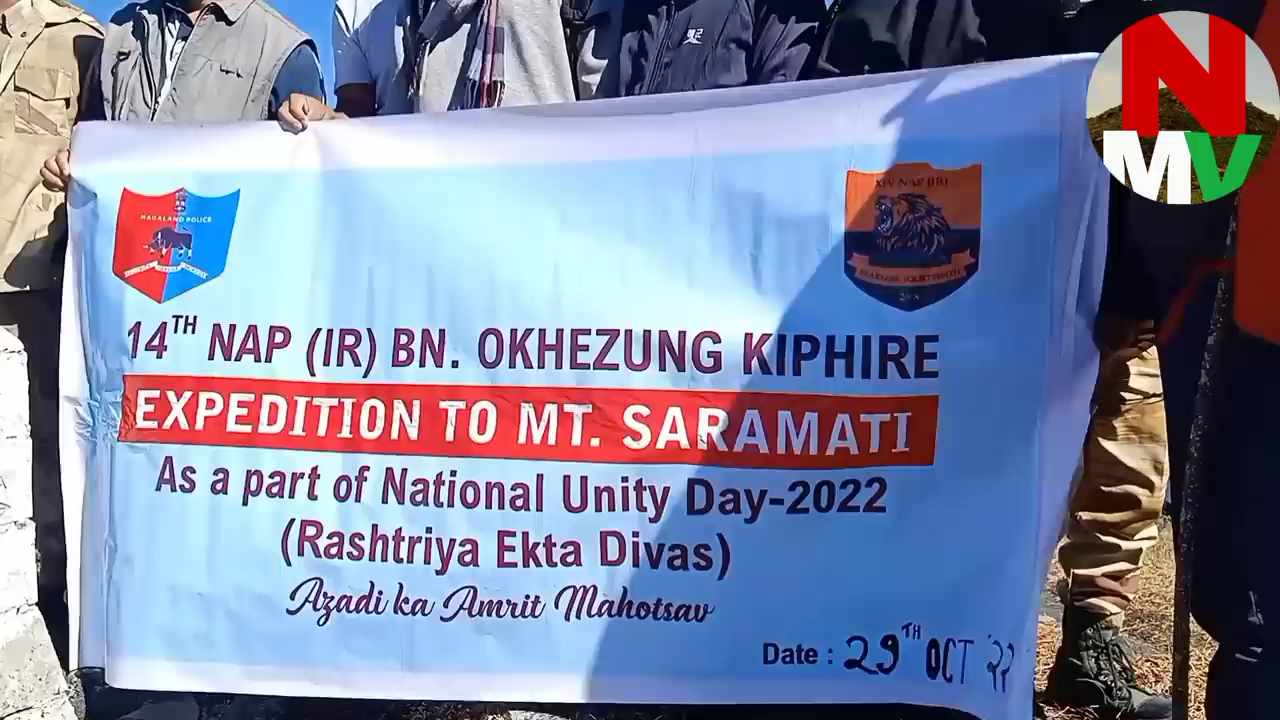 NMV
NAGALAND POLICE
XIV NAP (IR)
14TH NAP (IR) BN. OKHEZUNG KIPHIRE
EXPEDITION TO MT. SARAMATI
As a part of National Unity Day-2022
(Rashtriya Ekta Divas)
Azadi ka Amrit Mahotsav
Date : 29TH OCT '22